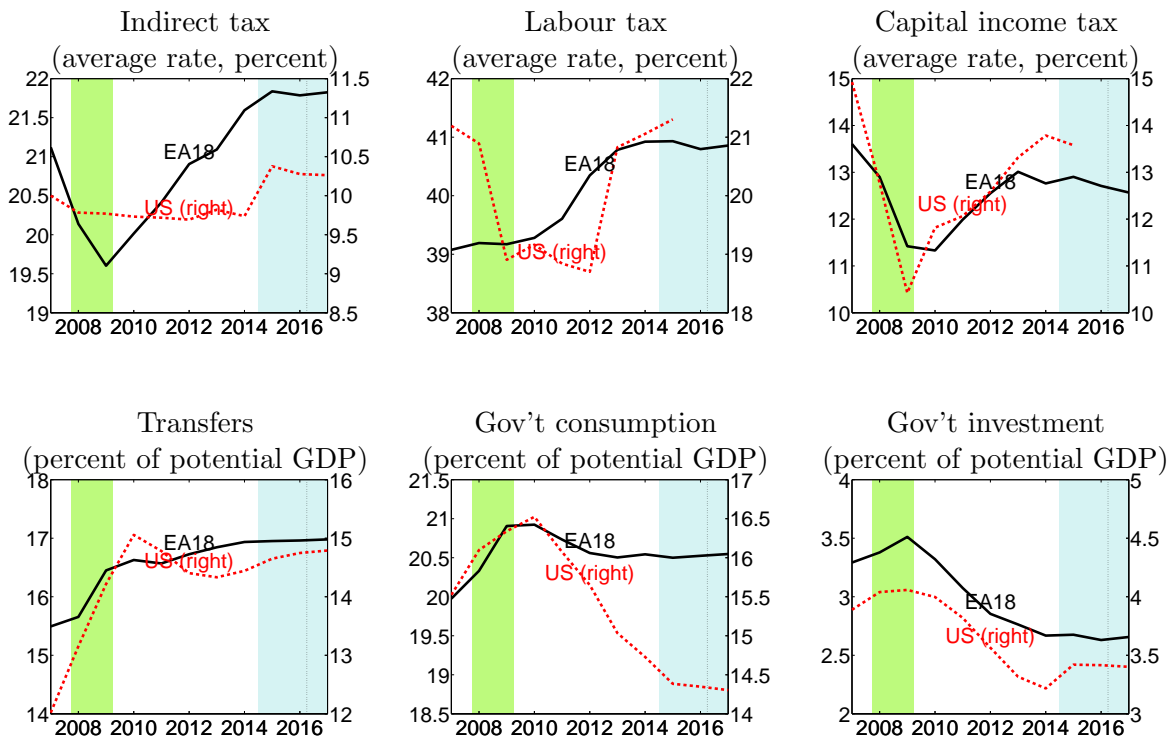 Indirect tax
(average rate, percent)
22
21.5
21
20.5
20
19.5
19
11.5
11
10.5
10
9.5
9
8.5
EA18
US (right)
2008 2010 2012 2014 2016
Labour tax
(average rate, percent)
42
41
40
39
38
22
21
20
19
18
EA18
US (right)
2008 2010 2012 2014 2016
Capital income tax
(average rate, percent)
15
14
13
12
11
10
15
14
13
12
11
10
EA18
US (right)
2008 2010 2012 2014 2016
Transfers
(percent of potential GDP)
18
17
16
15
14
16
15
14
13
12
EA18
US (right)
2008 2010 2012 2014 2016
Gov't consumption
(percent of potential GDP)
21.5
21
20.5
20
19.5
19
18.5
17
16.5
16
15.5
15
14.5
14
EA18
US (right)
2008 2010 2012 2014 2016
Gov't investment
(percent of potential GDP)
4
3.5
3
2.5
2
5
4.5
4
3.5
3
EA18
US (right)
2008 2010 2012 2014 2016